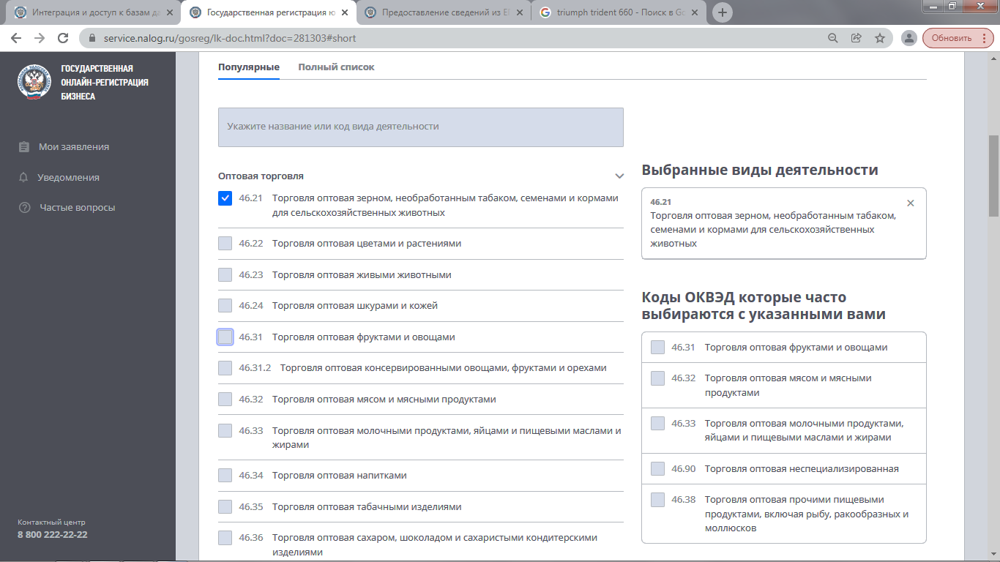 Интеграция и доступ к базам да
Государственная регистрация ю
Предоставление сведений из Е
triumph trident 660 - Поиск в Go
service.nalog.ru/gosreg/lk-doc.html?doc=281303#short
Обновить
ГОСУДАРСТВЕННАЯ
ОНЛАЙН-РЕГИСТРАЦИЯ
БИЗНЕСА
Мои заявления
Уведомления
Частые вопросы
Контактный центр
8 800 222-22-22
Популярные
Полный список
Укажите название или код вида деятельности
Оптовая торговля
46.21 Торговля оптовая зерном, необработанным табаком, семенами и кормами
для сельскохозяйственных животных
46.22 Торговля оптовая цветами и растениями
46.23 Торговля оптовая живыми животными
46.24 Торговля оптовая шкурами и кожей
46.31 Торговля оптовая фруктами и овощами
46.31.2 Торговля оптовая консервированными овощами, фруктами и орехами
46.32 Торговля оптовая мясом и мясными продуктами
46.33 Торговля оптовая молочными продуктами, яйцами и пищевыми маслами и
жирами
46.34 Торговля оптовая напитками
46.35 Торговля оптовая табачными изделиями
46.36 Торговля оптовая сахаром, шоколадом и сахаристыми кондитерскими
изделиями
Выбранные виды деятельности
46.21
Торговля оптовая зерном, необработанным табаком,
семенами и кормами для сельскохозяйственных
животных
Коды ОКВЭД которые часто
выбираются с указанными вами
46.31 Торговля оптовая фруктами и овощами
46.32 Торговля оптовая мясом и мясными
продуктами
46.33 Торговля оптовая молочными продуктами,
яйцами и пищевыми маслами и жирами
46.90 Торговля оптовая неспециализированная
46.38 Торговля оптовая прочими пищевыми
продуктами, включая рыбу, ракообразных и
моллюсков